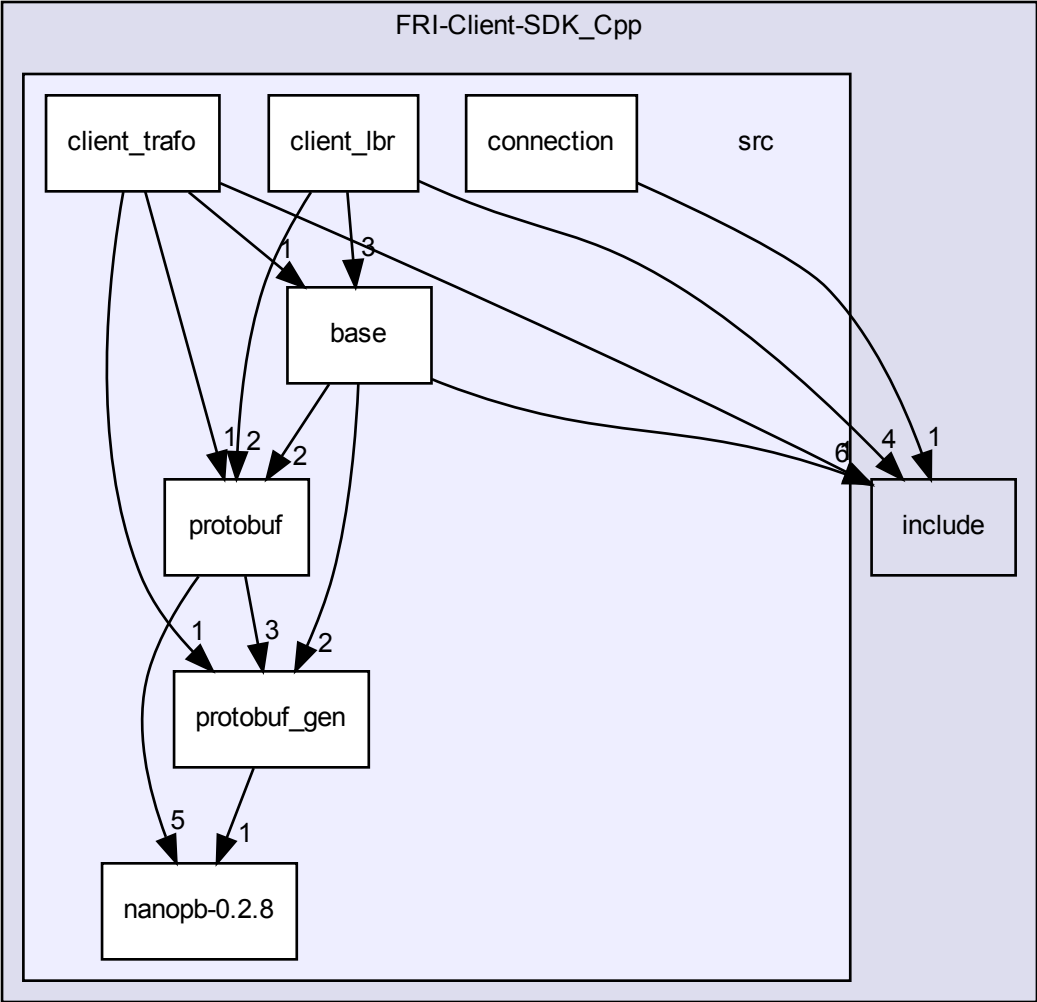 FRI-Client-SDK_Cpp
client_trafo
client_lbr
connection
src
1
3
base
1
2
2
6
4
1
protobuf
include
1
3
2
protobuf_gen
5
1
nanopb-0.2.8